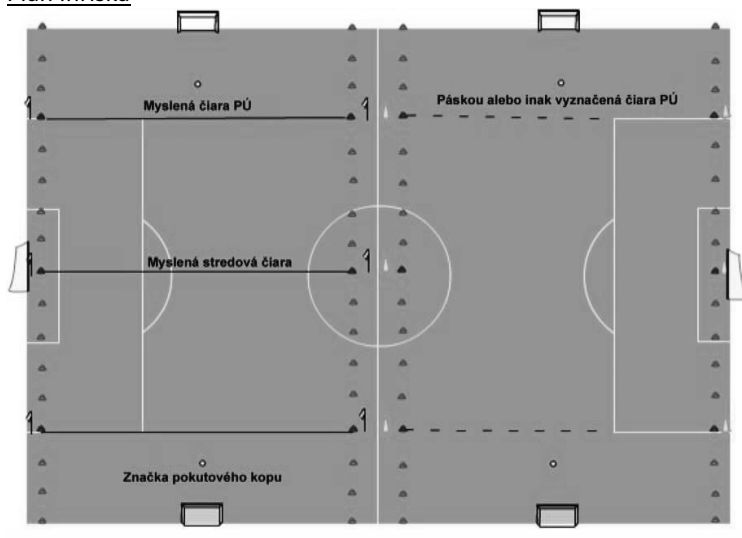 Plán ihriska
Myslená čiara PÚ
Páskou alebo inak vyznačená čiara PÚ
Myslená stredová čiara
Značka pokutového kopu